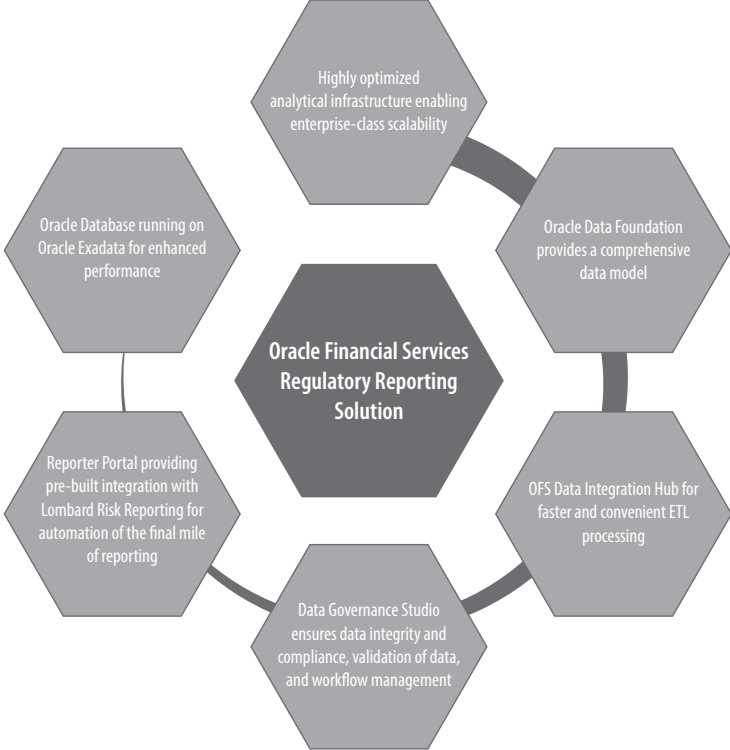 Highly optimized
analytical infrastructure enabling
enterprise-class scalability
Oracle Data Foundation
provides a comprehensive
data model
OFS Data Integration Hub for
faster and convenient ETL
processing
Data Governance Studio
ensures data integrity and
compliance, validation of data,
and workflow management
Reporter Portal providing
pre-built integration with
Lombard Risk Reporting for
automation of the final mile
of reporting
Oracle Database running on
Oracle Exadata for enhanced
performance
Oracle Financial Services
Regulatory Reporting
Solution